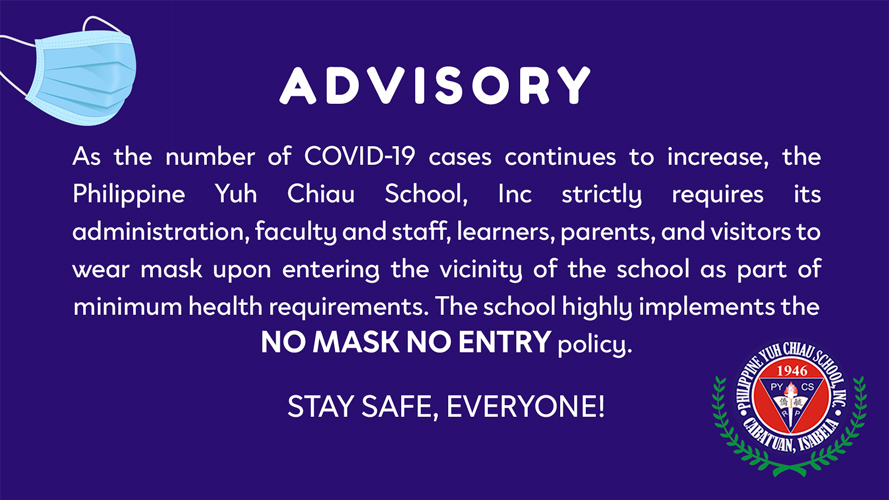 ADVISORY
As the number of COVID-19 cases continues to increase, the
Philippine Yuh Chiau School, Inc strictly requires its
administration, faculty and staff, learners, parents, and visitors to
wear mask upon entering the vicinity of the school as part of
minimum health requirements. The school highly implements the
NO MASK NO ENTRY policy.
STAY SAFE, EVERYONE!
PHILIPPINE YUH CHIAU SCHOOL, INC.
1946
PY CS
R P
CABATUAN, ISABELA